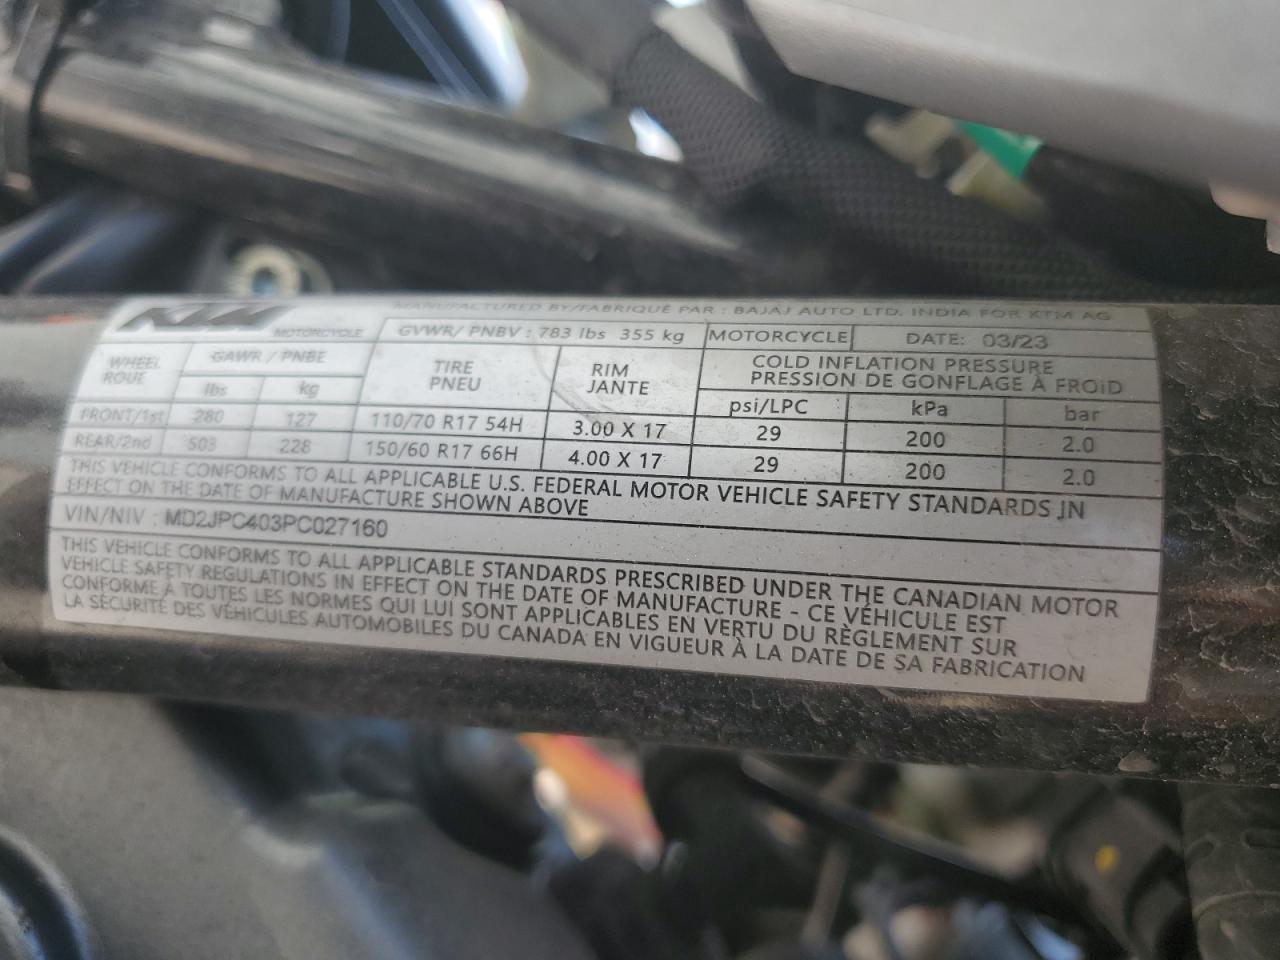 KTM
MOTORCYCLE
MANUFACTURED BY/FABRIQUÉ PAR : BAJAJ AUTO LTD. INDIA FOR KTM AG
GVWR/ PNBV : 783 lbs 355 kg MOTORCYCLE DATE: 03/23
WHEEL
ROUE
GAWR / PNBE
lbs kg
TIRE
PNEU
RIM
JANTE
COLD INFLATION PRESSURE
PRESSION DE GONFLAGE À FROID
psi/LPC kPa bar
FRONT/1st 280 127 110/70 R17 54H 3.00 X 17 29 200 2.0
REAR/2nd 503 228 150/60 R17 66H 4.00 X 17 29 200 2.0
THIS VEHICLE CONFORMS TO ALL APPLICABLE U.S. FEDERAL MOTOR VEHICLE SAFETY STANDARDS IN
EFFECT ON THE DATE OF MANUFACTURE SHOWN ABOVE
VIN/NIV : MD2JPC403PC027160
THIS VEHICLE CONFORMS TO ALL APPLICABLE STANDARDS PRESCRIBED UNDER THE CANADIAN MOTOR
VEHICLE SAFETY REGULATIONS IN EFFECT ON THE DATE OF MANUFACTURE - CE VÉHICULE EST
CONFORME À TOUTES LES NORMES QUI LUI SONT APPLICABLES EN VERTU DU RÈGLEMENT SUR
LA SÉCURITÉ DES VÉHICULES AUTOMOBILES DU CANADA EN VIGUEUR À LA DATE DE SA FABRICATION